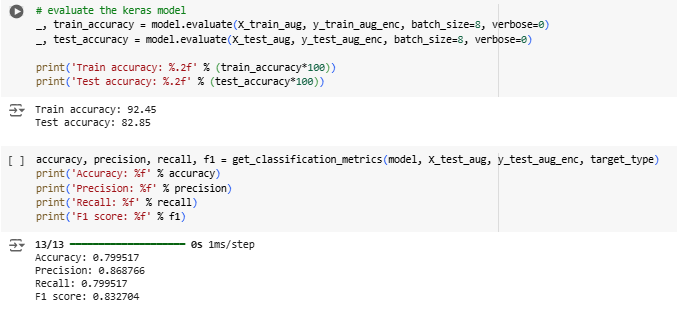 # evaluate the keras model
_, train_accuracy = model.evaluate(X_train_aug, y_train_aug_enc, batch_size=8, verbose=0)
_, test_accuracy = model.evaluate(X_test_aug, y_test_aug_enc, batch_size=8, verbose=0)
print('Train accuracy: %.2f' % (train_accuracy*100))
print('Test accuracy: %.2f' % (test_accuracy*100))
Train accuracy: 92.45
Test accuracy: 82.85
[ ] accuracy, precision, recall, f1 = get_classification_metrics(model, X_test_aug, y_test_aug_enc, target_type)
print('Accuracy: %f' % accuracy)
print('Precision: %f' % precision)
print('Recall: %f' % recall)
print('F1 score: %f' % f1)
13/13 ━━━━━━━━━━━━━━━━━━━━ 0s 1ms/step
Accuracy: 0.799517
Precision: 0.868766
Recall: 0.799517
F1 score: 0.832704